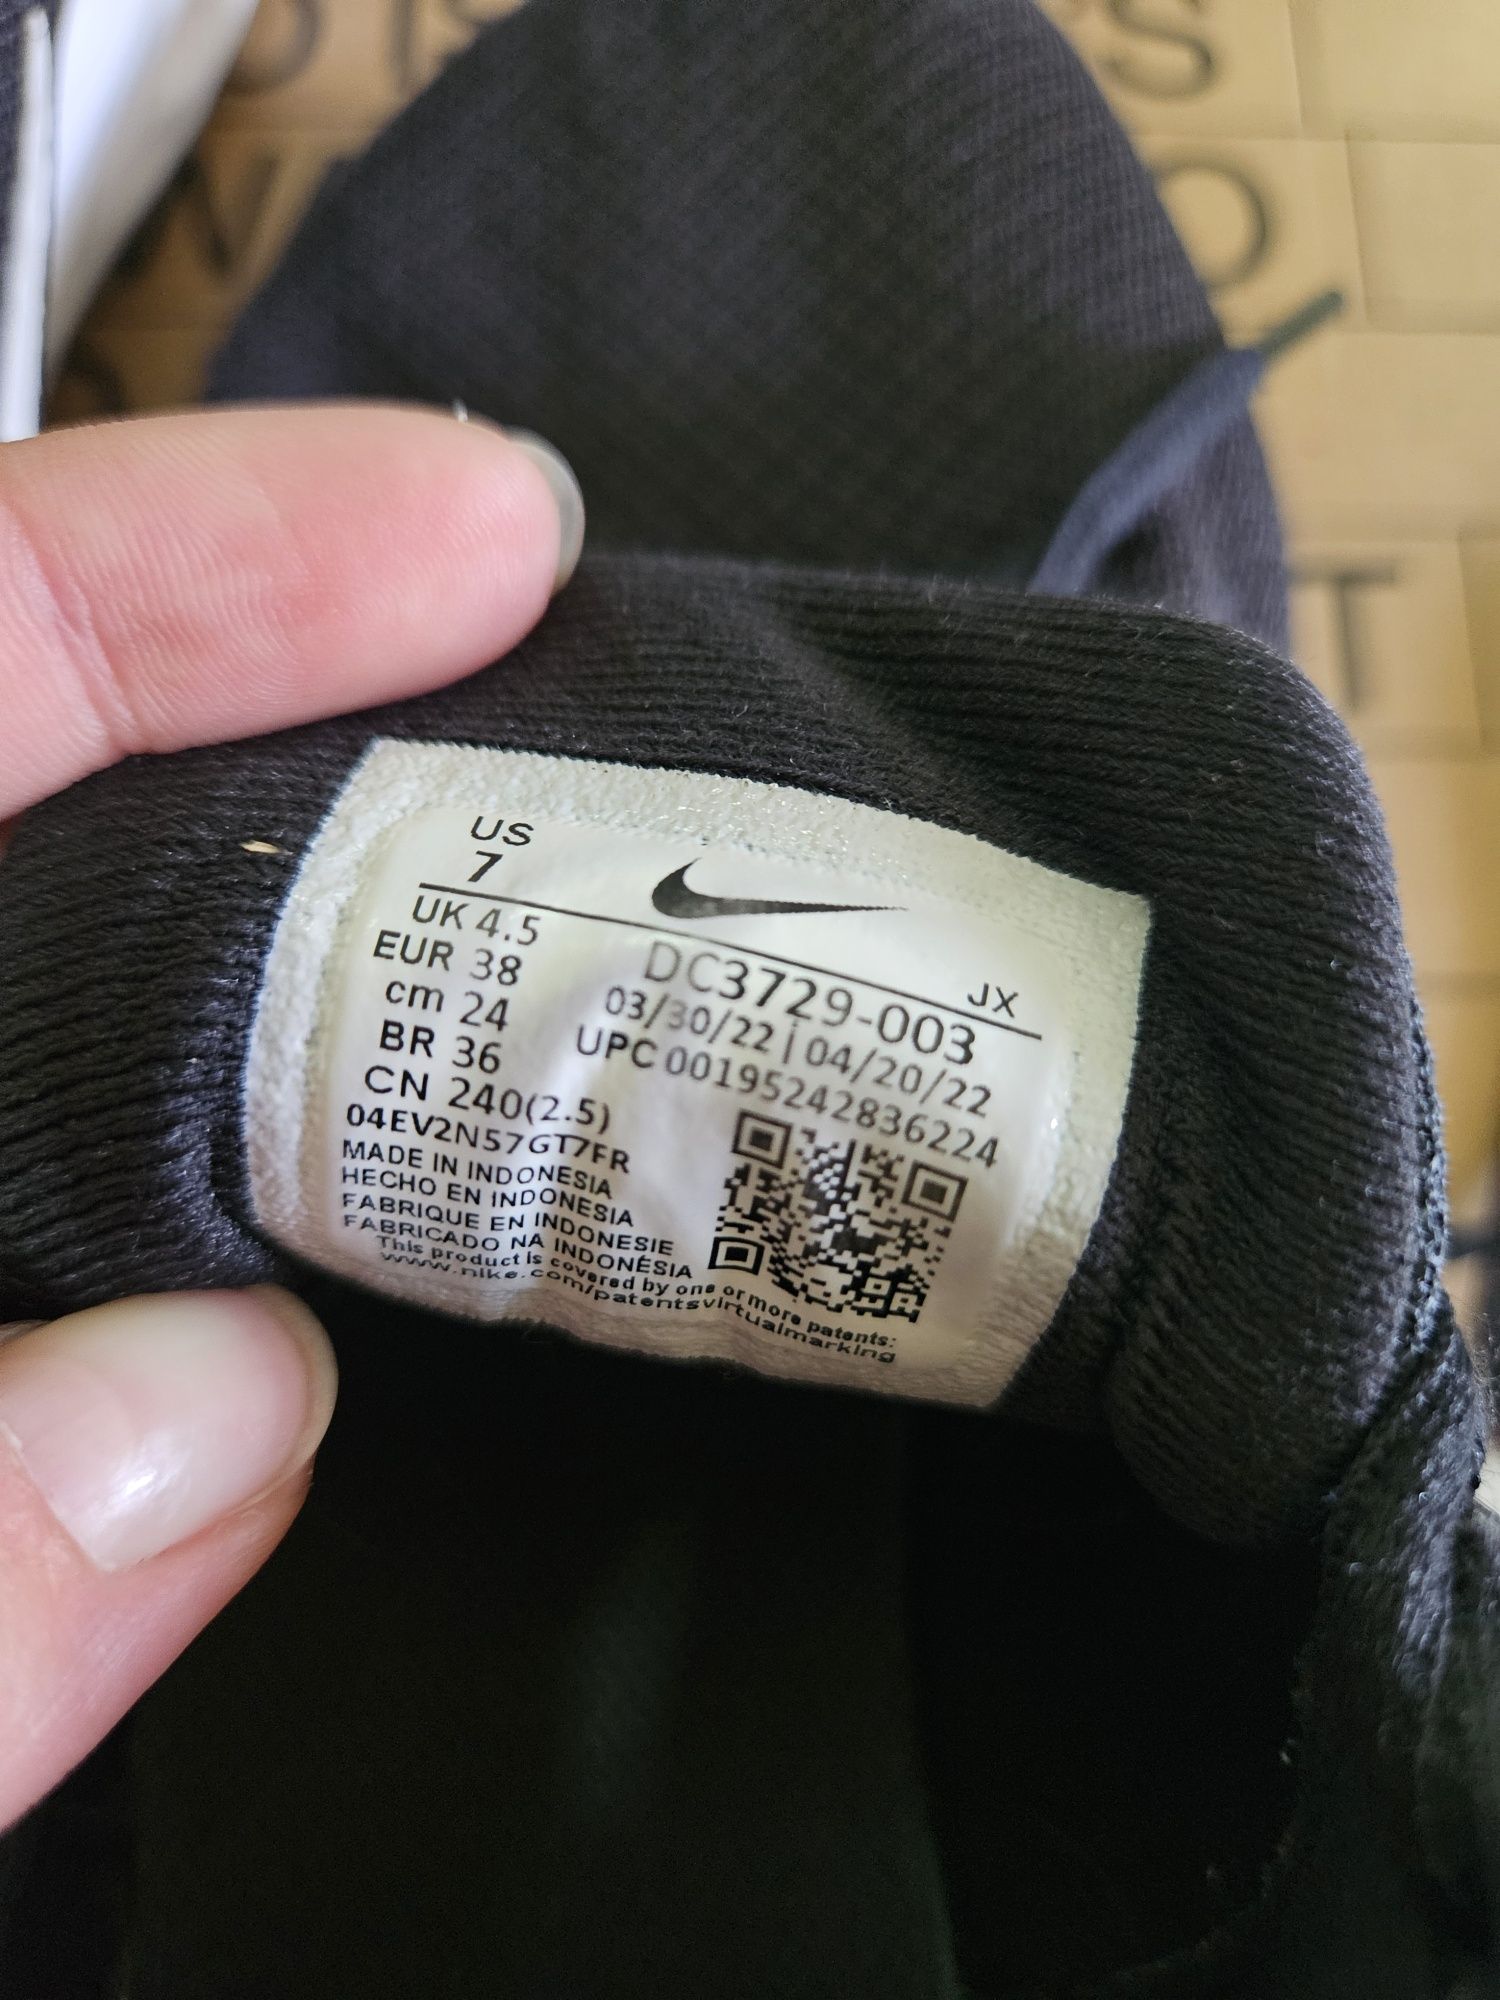 US
7
JX
UK 4.5
EUR 38
cm 24
BR 36
CN 240(2.5)
DC3729-003
03/30/22 | 04/20/22
UPC 00195242836224
04EV2N57GT7FR
MADE IN INDONESIA
HECHO EN INDONESIA
FABRIQUE EN INDONESIE
FABRICADO NA INDONÉSIA
This product is covered by one or more patents:
www.nike.com/patentsvirtualmarking